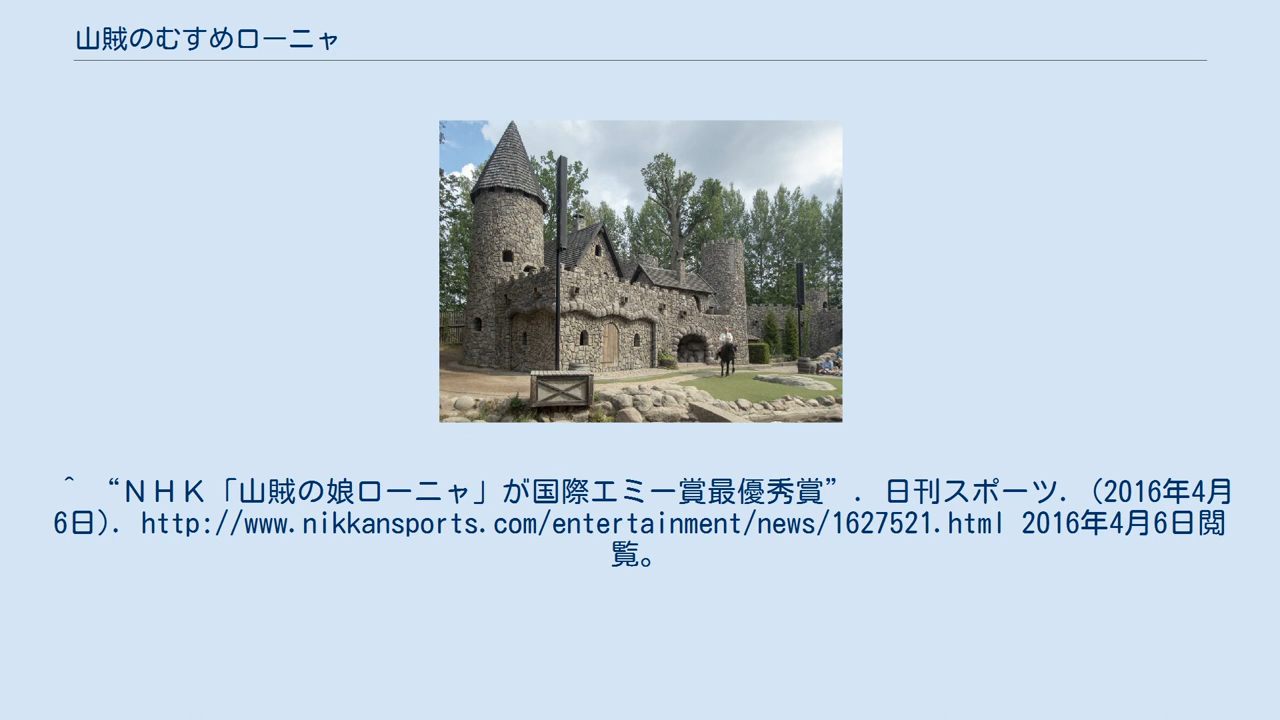 山賊のむすめローニャ
^ “ＮＨＫ「山賊の娘ローニャ」が国際エミー賞最優秀賞”. 日刊スポーツ. (2016年4月
6日). http://www.nikkansports.com/entertainment/news/1627521.html 2016年4月6日閲
覧。